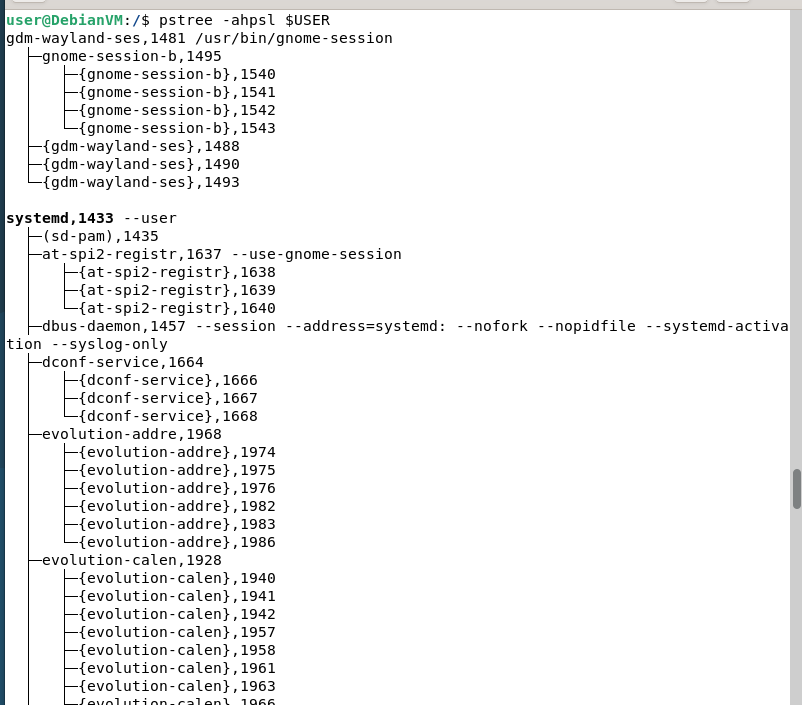 user@DebianVM:/$ pstree -ahpsl $USER
gdm-wayland-ses,1481 /usr/bin/gnome-session
├─gnome-session-b,1495
│   ├─{gnome-session-b},1540
│   ├─{gnome-session-b},1541
│   ├─{gnome-session-b},1542
│   └─{gnome-session-b},1543
├─{gdm-wayland-ses},1488
├─{gdm-wayland-ses},1490
└─{gdm-wayland-ses},1493

systemd,1433 --user
├─(sd-pam),1435
├─at-spi2-registr,1637 --use-gnome-session
│   ├─{at-spi2-registr},1638
│   ├─{at-spi2-registr},1639
│   └─{at-spi2-registr},1640
├─dbus-daemon,1457 --session --address=systemd: --nofork --nopidfile --systemd-activa
tion --syslog-only
├─dconf-service,1664
│   ├─{dconf-service},1666
│   ├─{dconf-service},1667
│   └─{dconf-service},1668
├─evolution-addre,1968
│   ├─{evolution-addre},1974
│   ├─{evolution-addre},1975
│   ├─{evolution-addre},1976
│   ├─{evolution-addre},1982
│   ├─{evolution-addre},1983
│   └─{evolution-addre},1986
├─evolution-calen,1928
│   ├─{evolution-calen},1940
│   ├─{evolution-calen},1941
│   ├─{evolution-calen},1942
│   ├─{evolution-calen},1957
│   ├─{evolution-calen},1958
│   ├─{evolution-calen},1961
│   ├─{evolution-calen},1963
│   ├─{evolution-calen},1966